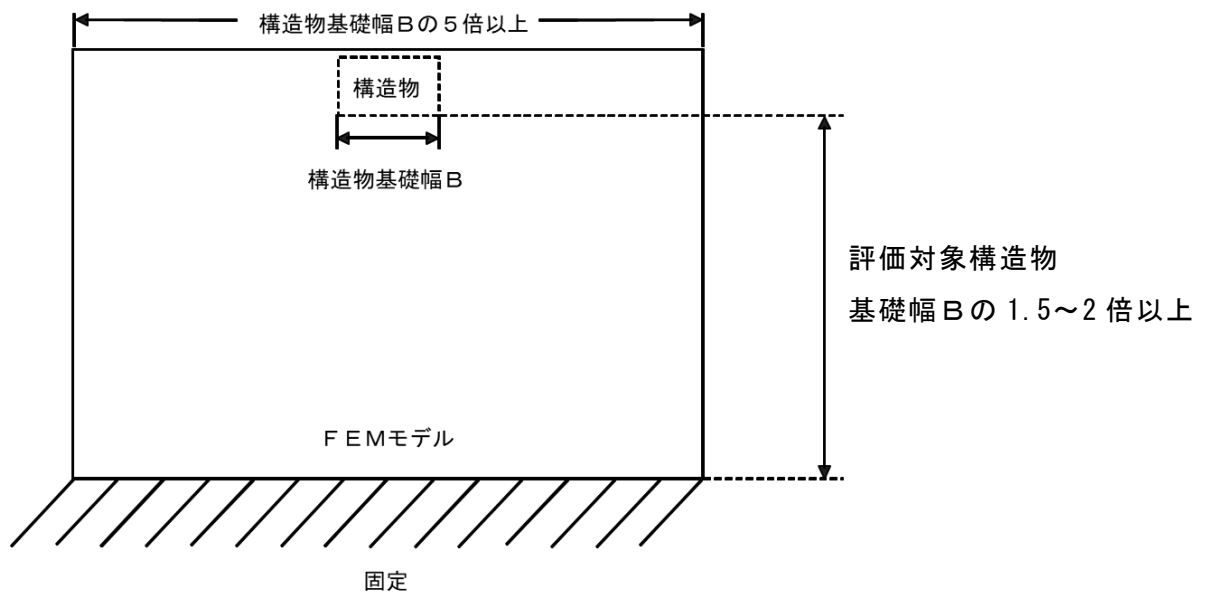 構造物基礎幅Ｂの５倍以上
構造物
構造物基礎幅Ｂ
評価対象構造物
基礎幅Ｂの 1.5～2 倍以上
ＦＥＭモデル
固定